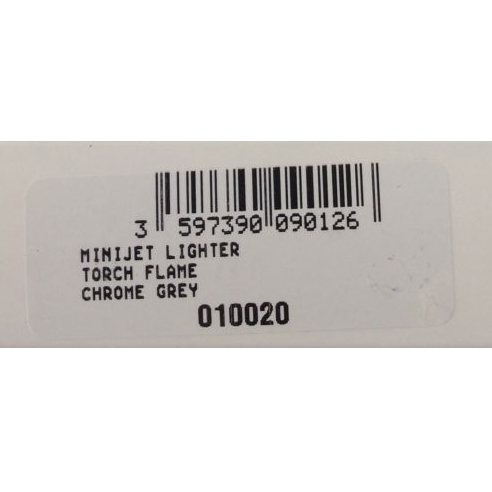 3 597390 090126
MINIJET LIGHTER
TORCH FLAME
CHROME GREY
010020